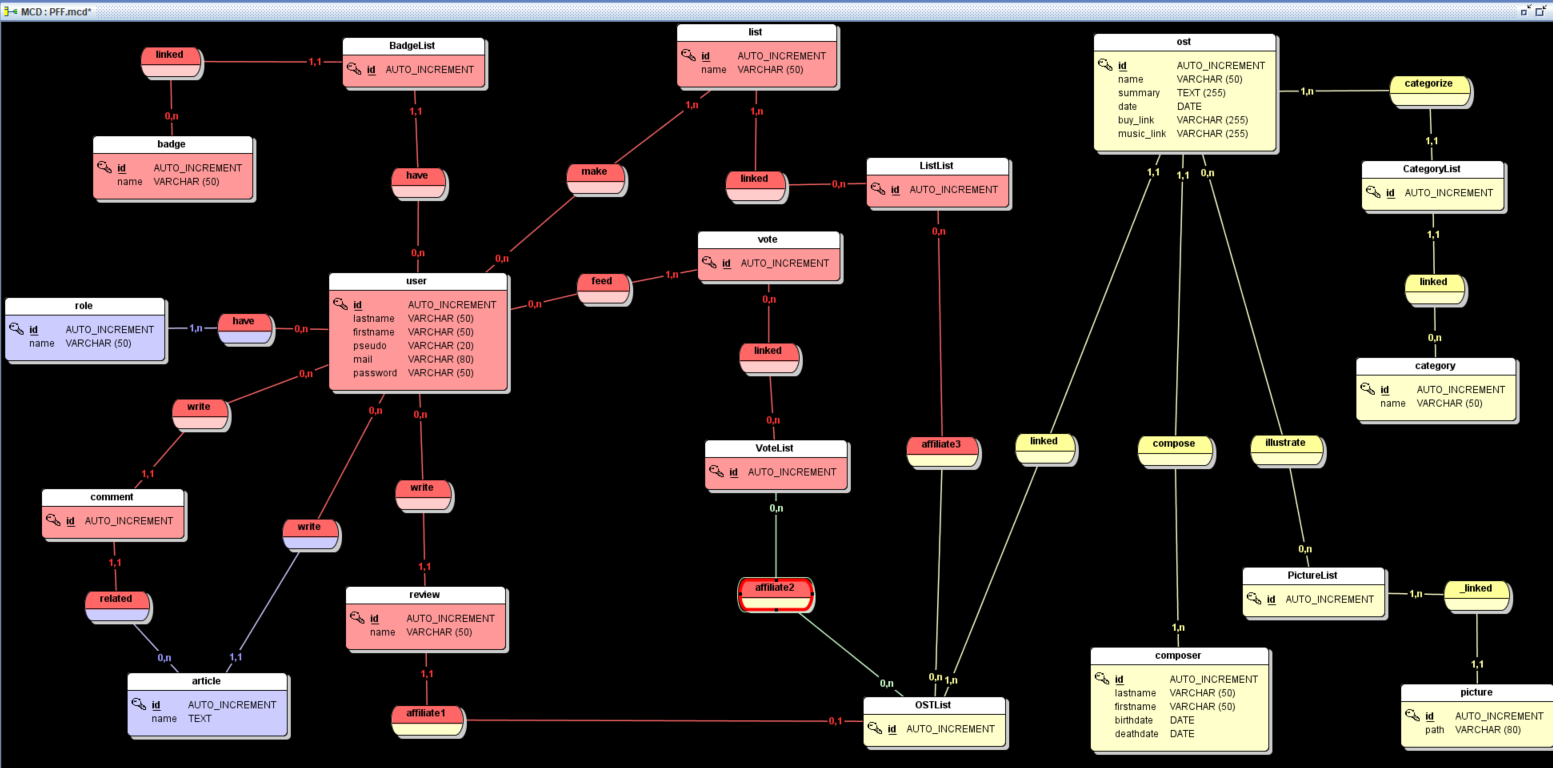 MCD : PFF.mcd*
linked
1,1
BadgeList
id AUTO_INCREMENT
0,n
badge
id AUTO_INCREMENT
name VARCHAR (50)
1,1
have
0,n
list
id AUTO_INCREMENT
name VARCHAR (50)
1,n
make
0,n
1,n
linked
0,n
ListList
id AUTO_INCREMENT
0,n
vote
id AUTO_INCREMENT
1,n
feed
0,n
0,n
linked
0,n
VoteList
id AUTO_INCREMENT
0,n
affiliate2
0,n
user
id AUTO_INCREMENT
lastname VARCHAR (50)
firstname VARCHAR (50)
pseudo VARCHAR (20)
mail VARCHAR (80)
password VARCHAR (50)
role
id AUTO_INCREMENT
name VARCHAR (50)
1,n
have
0,n
0,n
write
1,1
comment
id AUTO_INCREMENT
1,1
related
0,n
0,n
write
1,1
article
id AUTO_INCREMENT
name TEXT
0,n
write
1,1
review
id AUTO_INCREMENT
name VARCHAR (50)
1,1
affiliate1
0,1
OSTList
id AUTO_INCREMENT
affiliate3
0,n
1,n
linked
1,1
ost
id AUTO_INCREMENT
name VARCHAR (50)
summary TEXT (255)
date DATE
buy_link VARCHAR (255)
music_link VARCHAR (255)
1,n
categorize
1,1
CategoryList
id AUTO_INCREMENT
1,1
linked
0,n
category
id AUTO_INCREMENT
name VARCHAR (50)
1,1
compose
1,n
composer
id AUTO_INCREMENT
lastname VARCHAR (50)
firstname VARCHAR (50)
birthdate DATE
deathdate DATE
0,n
illustrate
0,n
PictureList
id AUTO_INCREMENT
1,n
_linked
1,1
picture
id AUTO_INCREMENT
path VARCHAR (80)